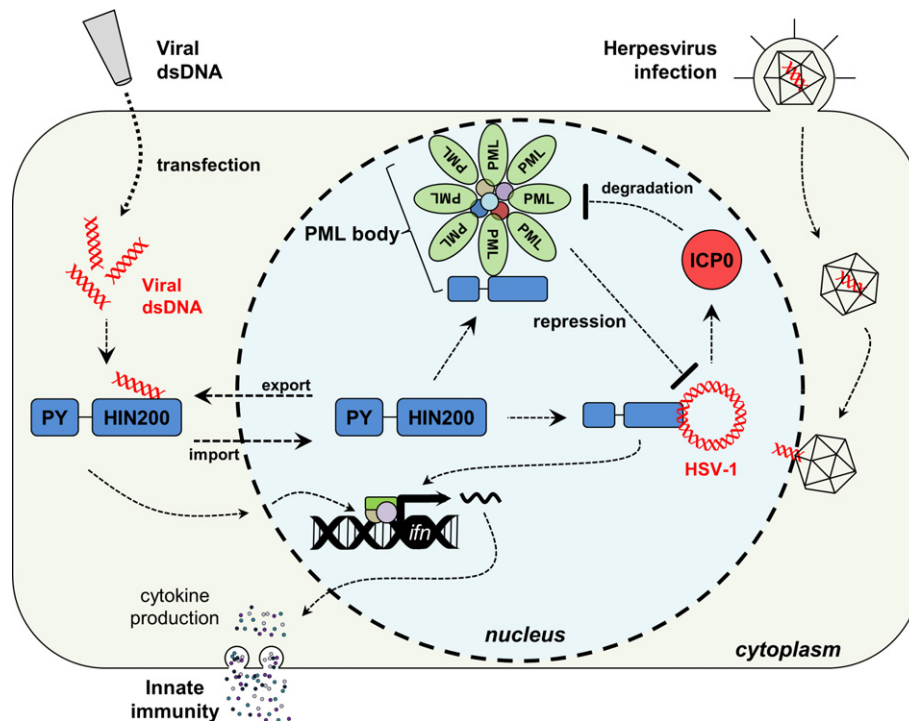 Viral
dsDNA
Herpesvirus
infection
transfection
PML
PML
PML
PML
PML
PML
PML
PML
degradation
PML body
ICP0
Viral
dsDNA
repression
export
PY
HIN200
PY
HIN200
import
HSV-1
ifn
cytokine
production
nucleus
cytoplasm
Innate
immunity